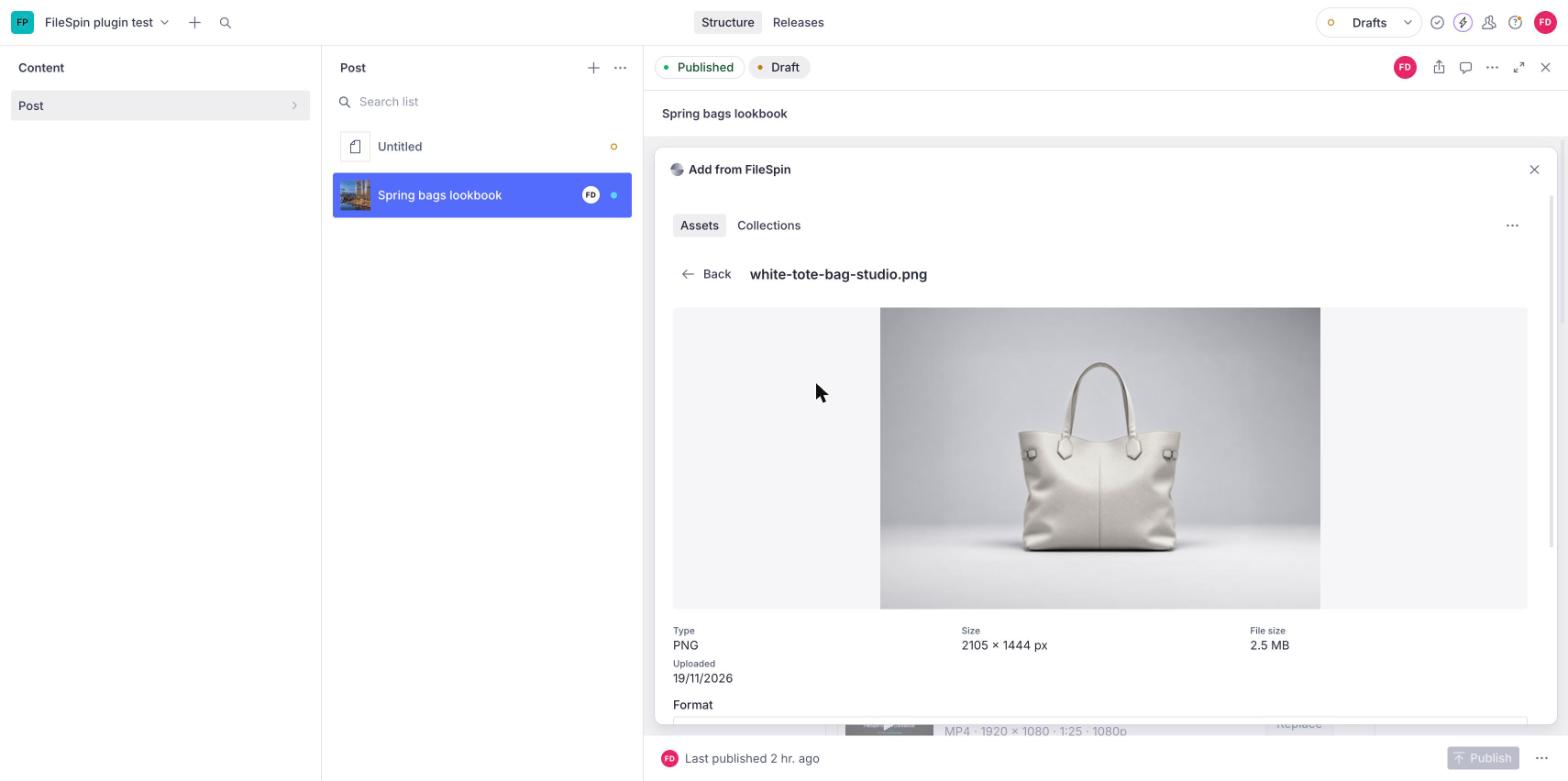 FP FileSpin plugin test Structure Releases Drafts FD
Content
Post
Post
Search list
Untitled
Spring bags lookbook FD
Published Draft FD
Spring bags lookbook
Add from FileSpin
Assets Collections
Back white-tote-bag-studio.png
Type Size File size
PNG 2105 × 1444 px 2.5 MB
Uploaded
19/11/2026
Format
MP4 · 1920 × 1080 · 1:25 · 1080p Replace
FD Last published 2 hr. ago Publish